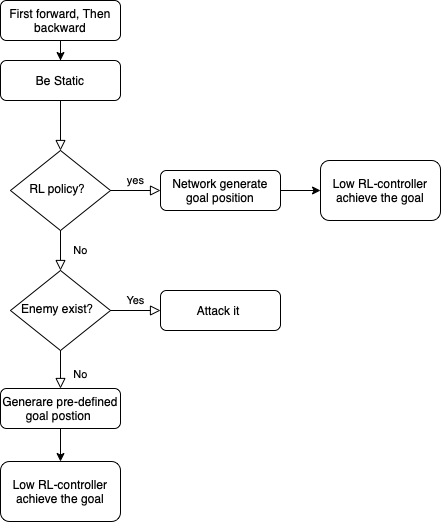 First forward, Then
backward
Be Static
RL policy?
yes
Network generate
goal position
Low RL-controller
achieve the goal
No
Enemy exist?
Yes
Attack it
No
Generare pre-defined
goal postion
Low RL-controller
achieve the goal